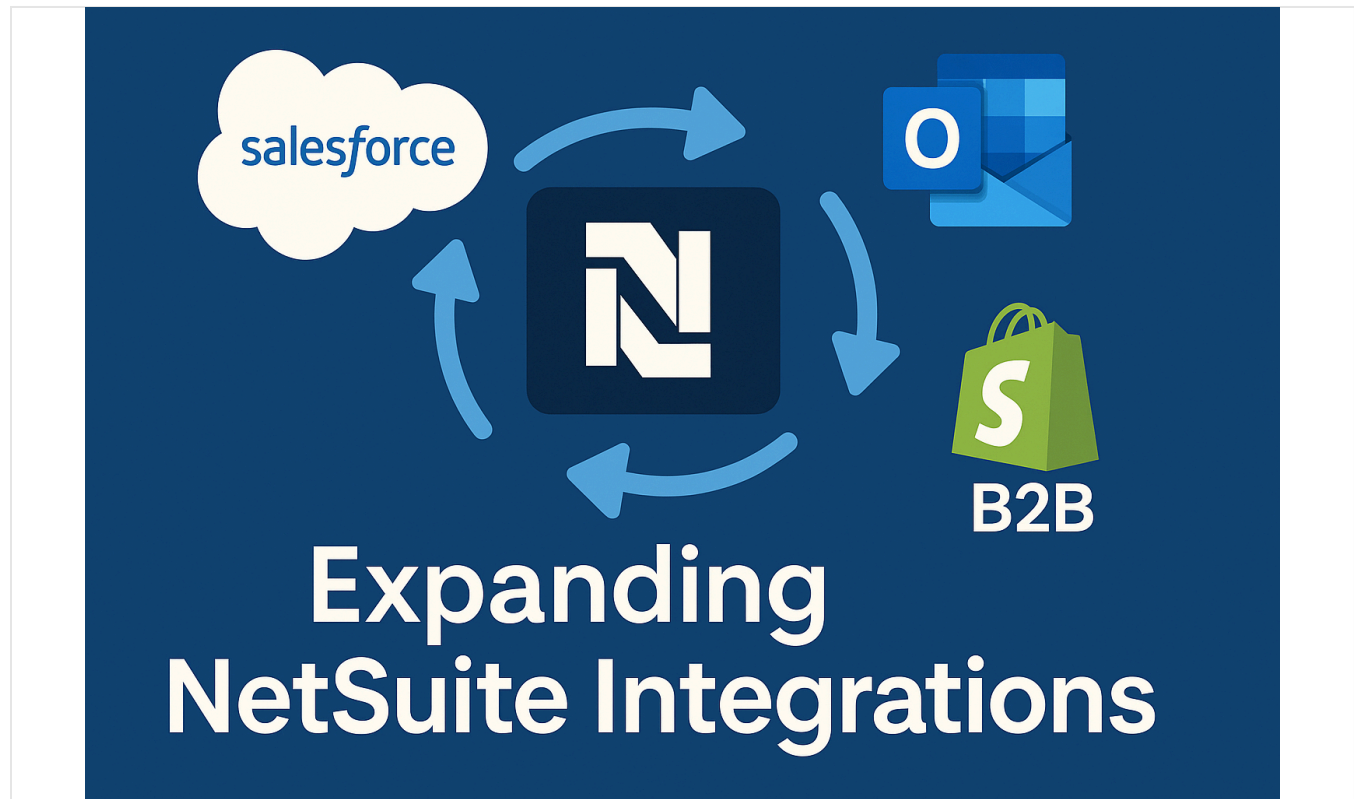 salesforce
O
N
S
B2B
Expanding
NetSuite Integrations